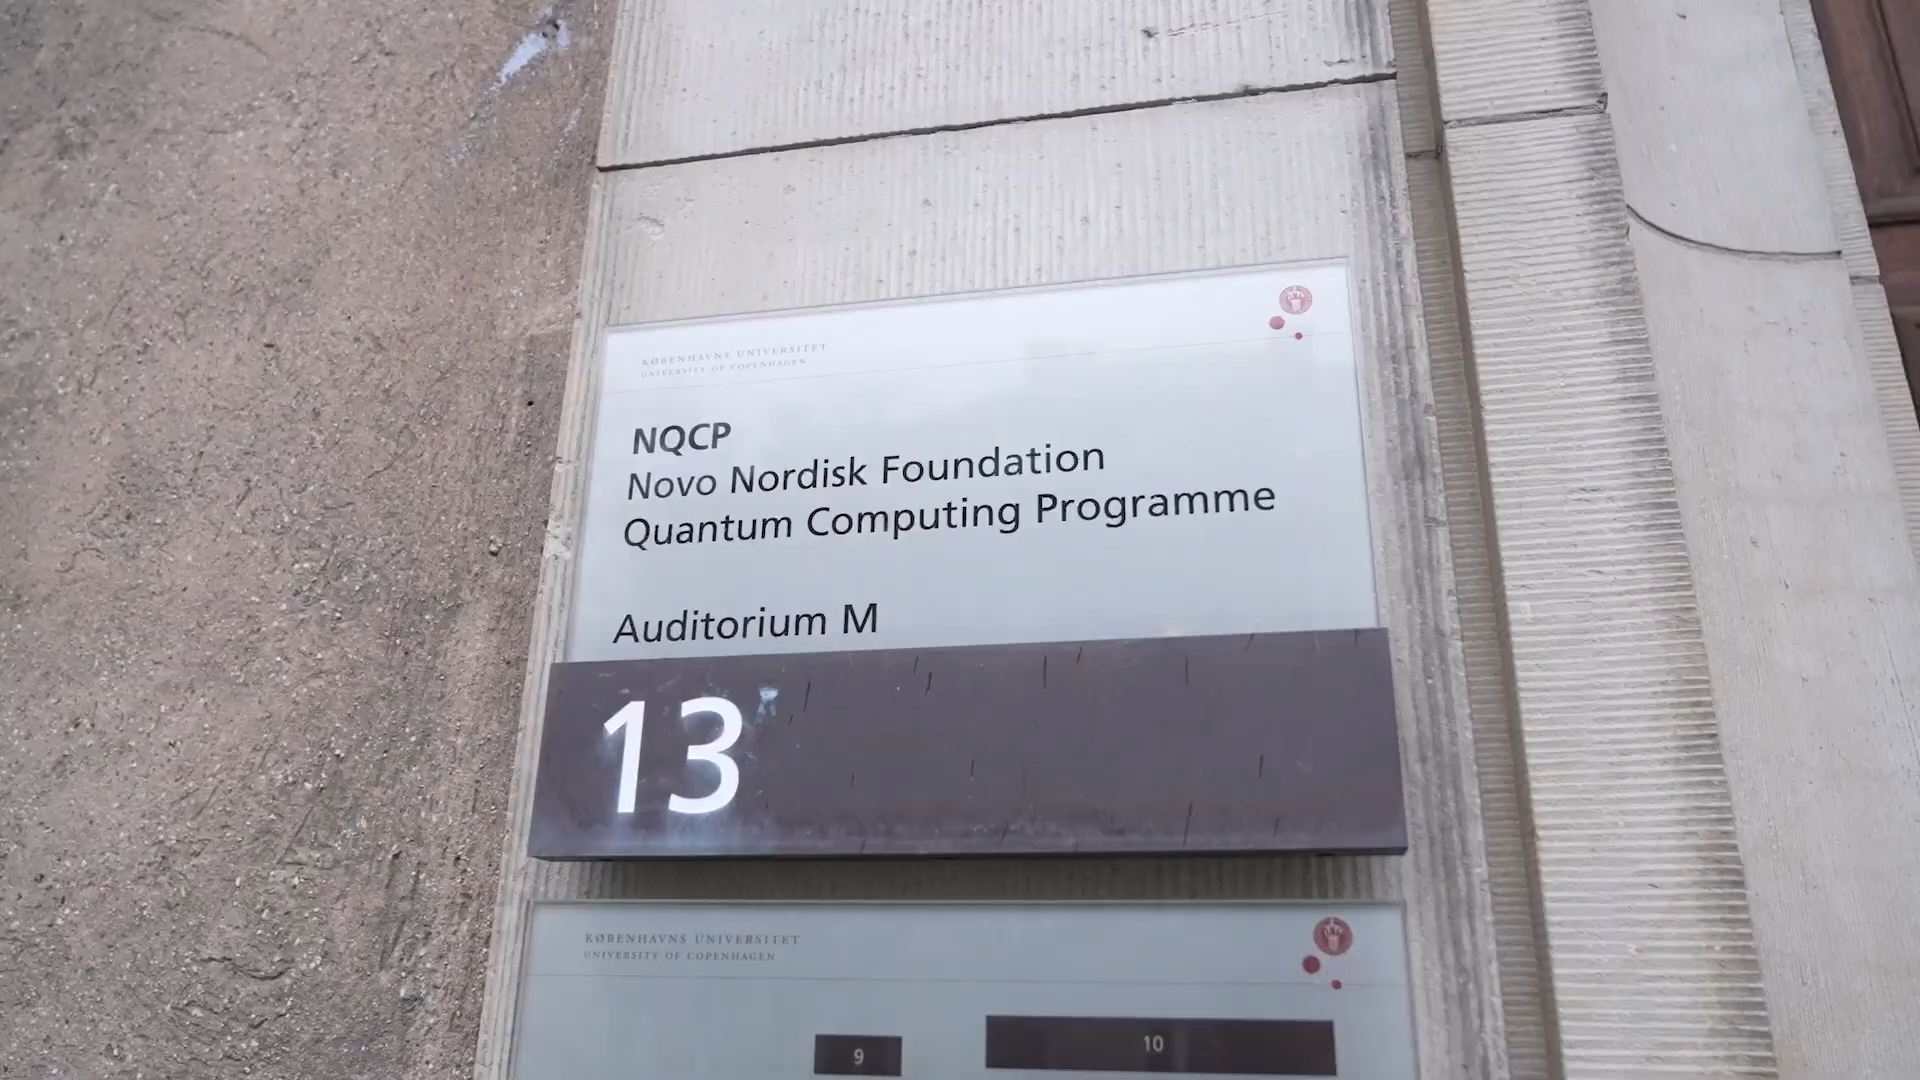 KØBENHAVNS UNIVERSITET
UNIVERSITY OF COPENHAGEN
NQCP
Novo Nordisk Foundation
Quantum Computing Programme
Auditorium M
13
KØBENHAVNS UNIVERSITET
UNIVERSITY OF COPENHAGEN
9
10